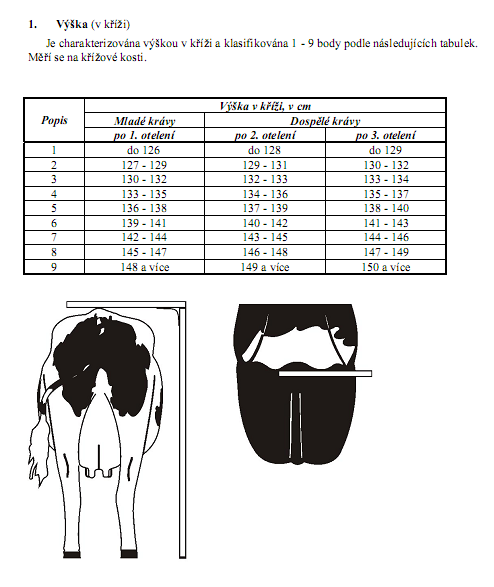 1. Výška (v kříži)
Je charakterizována výškou v kříži a klasifikována 1 - 9 body podle následujících tabulek.
Měří se na křížové kosti.
Výška v kříži, v cm
Popis Mladé krávy Dospělé krávy
po 1. otelení po 2. otelení po 3. otelení
1 do 126 do 128 do 129
2 127 - 129 129 - 131 130 - 132
3 130 - 132 132 - 133 133 - 134
4 133 - 135 134 - 136 135 - 137
5 136 - 138 137 - 139 138 - 140
6 139 - 141 140 - 142 141 - 143
7 142 - 144 143 - 145 144 - 146
8 145 - 147 146 - 148 147 - 149
9 148 a více 149 a více 150 a více